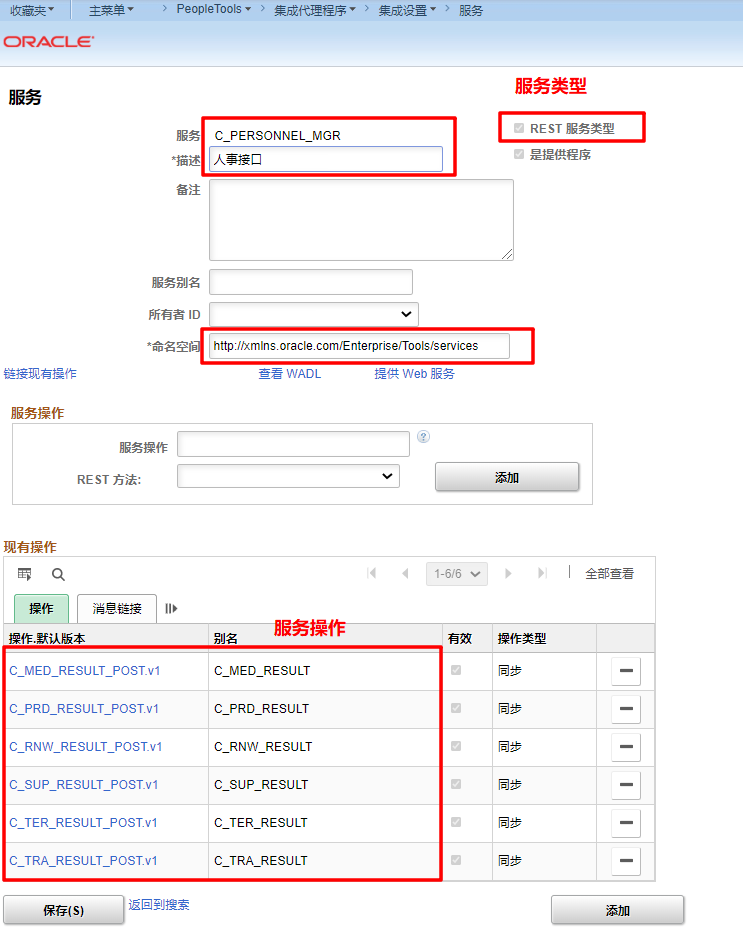 收藏夹 主菜单 PeopleTools 集成代理程序 集成设置 服务
ORACLE
服务类型
服务
服务 C_PERSONNEL_MGR REST 服务类型
*描述 人事接口 是提供程序
备注
服务别名
所有者 ID
*命名空间 http://xmlns.oracle.com/Enterprise/Tools/services
链接现有操作 查看 WADL 提供 Web 服务
服务操作
服务操作
REST 方法: 添加
现有操作
1-6/6 全部查看
操作 消息链接
服务操作
操作.默认版本 别名 有效 操作类型
C_MED_RESULT_POST.v1 C_MED_RESULT 同步
C_PRD_RESULT_POST.v1 C_PRD_RESULT 同步
C_RNW_RESULT_POST.v1 C_RNW_RESULT 同步
C_SUP_RESULT_POST.v1 C_SUP_RESULT 同步
C_TER_RESULT_POST.v1 C_TER_RESULT 同步
C_TRA_RESULT_POST.v1 C_TRA_RESULT 同步
保存(S) 返回到搜索 添加